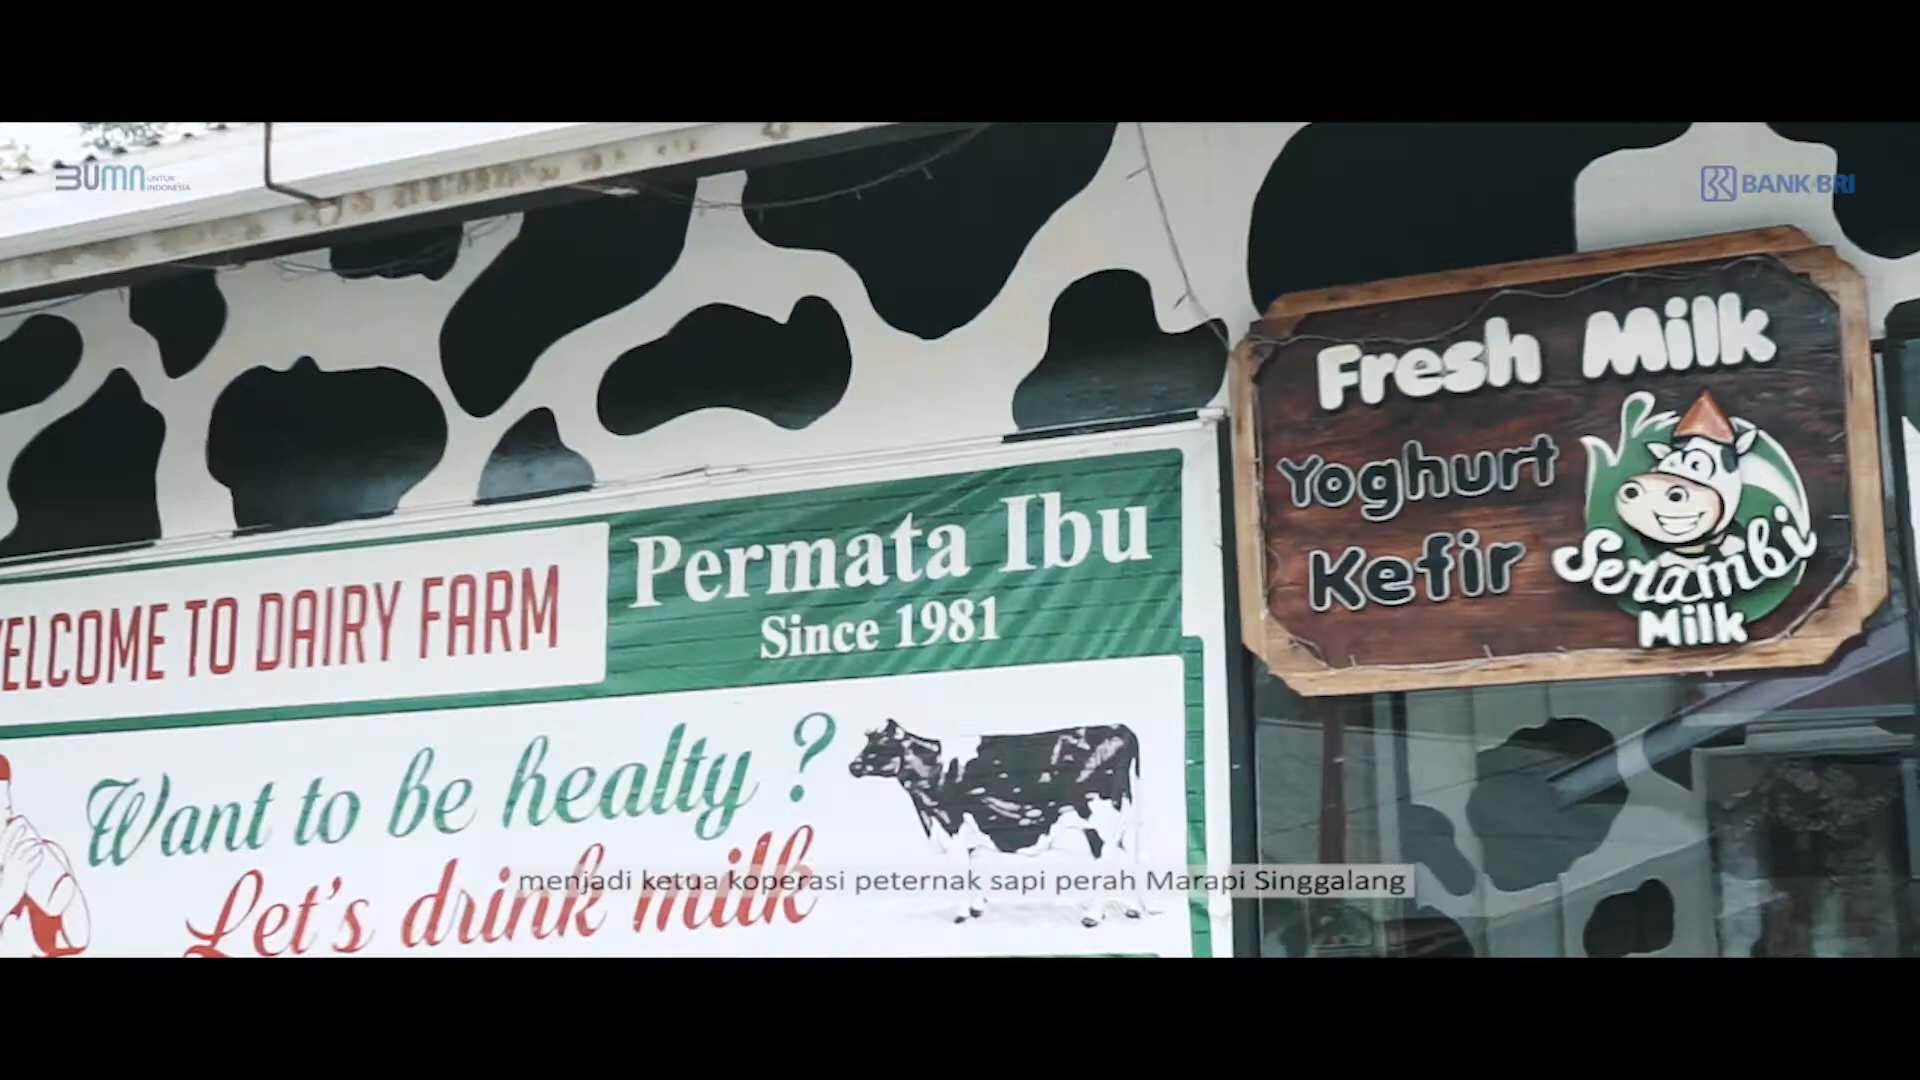 BUMN UNTUK
INDONESIA
BANK BRI
Fresh Milk
Yoghurt
Kefir
Serambi
Milk
WELCOME TO DAIRY FARM
Permata Ibu
Since 1981
Want to be healty ?
Let's drink milk
menjadi ketua koperasi peternak sapi perah Marapi Singgalang